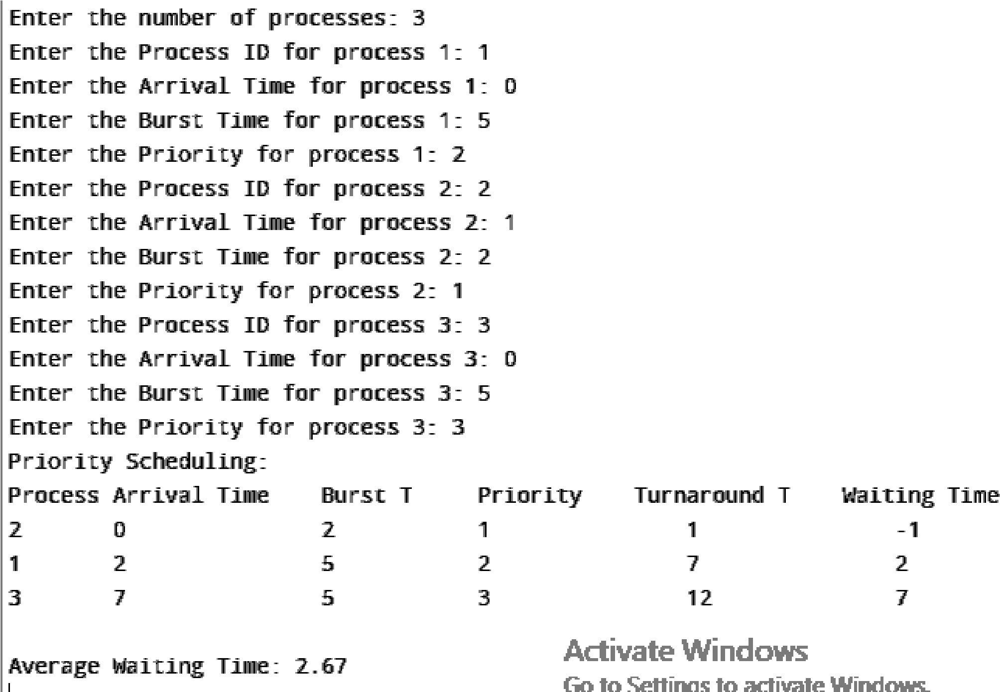 Enter the number of processes: 3
Enter the Process ID for process 1: 1
Enter the Arrival Time for process 1: 0
Enter the Burst Time for process 1: 5
Enter the Priority for process 1: 2
Enter the Process ID for process 2: 2
Enter the Arrival Time for process 2: 1
Enter the Burst Time for process 2: 2
Enter the Priority for process 2: 1
Enter the Process ID for process 3: 3
Enter the Arrival Time for process 3: 0
Enter the Burst Time for process 3: 5
Enter the Priority for process 3: 3
Priority Scheduling:
Process Arrival Time Burst T Priority Turnaround T Waiting Time
2 0 2 1 1 -1
1 2 5 2 7 2
3 7 5 3 12 7
Average Waiting Time: 2.67
Activate Windows
Go to Settings to activate Windows.